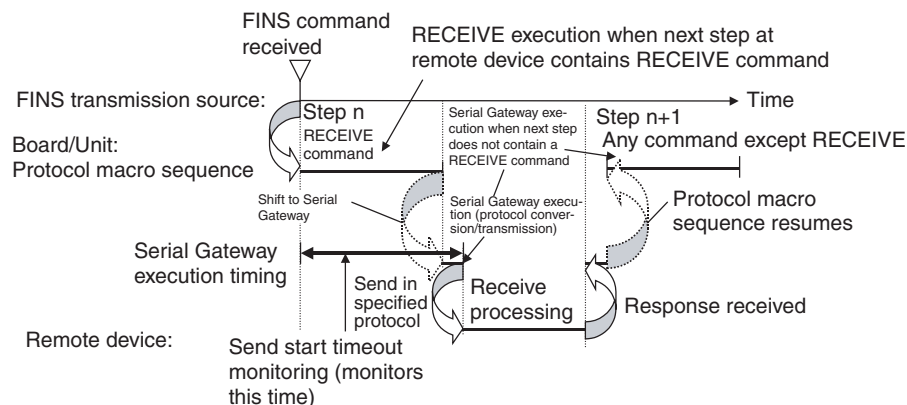 FINS command
received
RECEIVE execution when next step at
remote device contains RECEIVE command
FINS transmission source:
Time
Step n
RECEIVE
command
Serial Gateway exe-
cution when next step
does not contain a
RECEIVE command
Step n+1
Any command except RECEIVE
Board/Unit:
Protocol macro sequence
Shift to Serial
Gateway
Serial Gateway execu-
tion (protocol conver-
sion/transmission)
Protocol macro
sequence resumes
Serial Gateway
execution timing
Send in
specified
protocol
Receive
processing
Response received
Remote device:
Send start timeout
monitoring (monitors
this time)